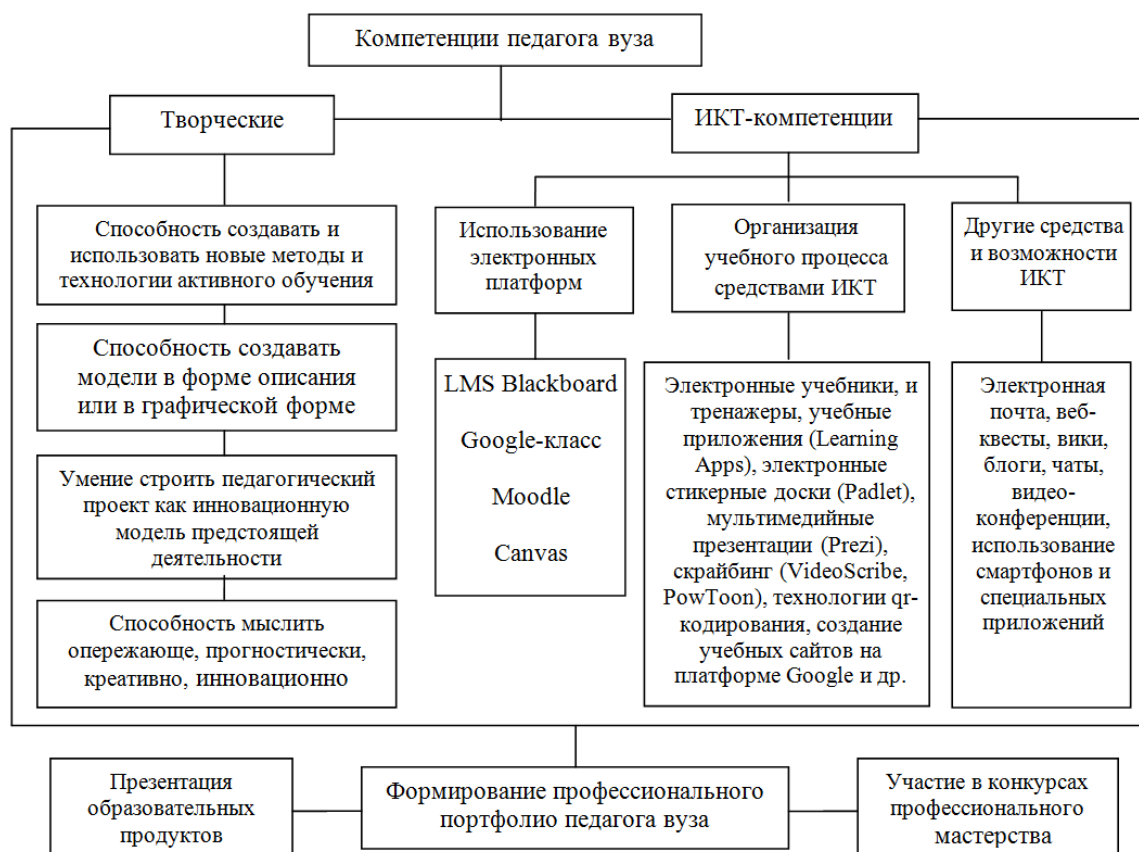 Компетенции педагога вуза
Творческие
ИКТ-компетенции
Способность создавать и
использовать новые методы и
технологии активного обучения
Способность создавать
модели в форме описания
или в графической форме
Умение строить педагогический
проект как инновационную
модель предстоящей
деятельности
Способность мыслить
опережающе, прогностически,
креативно, инновационно
Использование
электронных
платформ
LMS Blackboard
Google-класс
Moodle
Canvas
Организация
учебного процесса
средствами ИКТ
Электронные учебники, и
тренажеры, учебные
приложения (Learning
Apps), электронные
стикерные доски (Padlet),
мультимедийные
презентации (Prezi),
скрайбинг (VideoScribe,
PowToon), технологии qr-
кодирования, создание
учебных сайтов на
платформе Google и др.
Другие средства
и возможности
ИКТ
Электронная
почта, веб-
квесты, вики,
блоги, чаты,
видео-
конференции,
использование
смартфонов и
специальных
приложений
Презентация
образовательных
продуктов
Формирование профессионального
портфолио педагога вуза
Участие в конкурсах
профессионального
мастерства